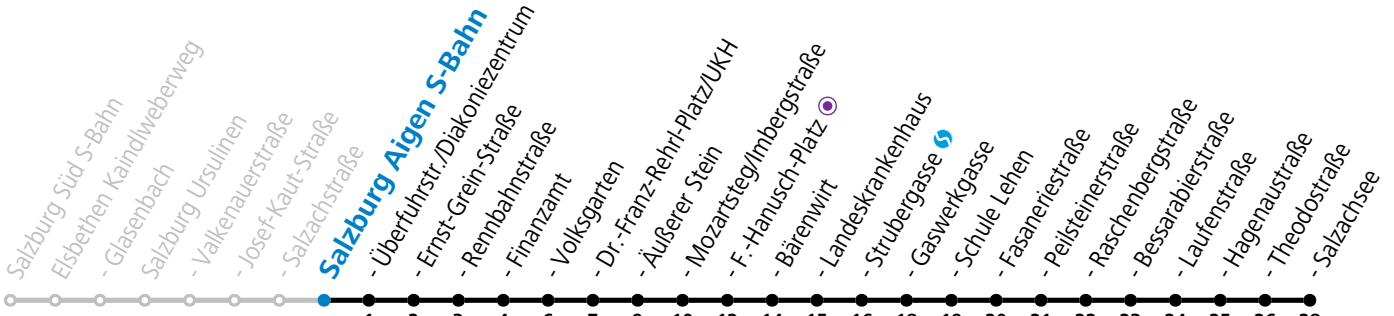 Salzburg Süd S-Bahn
Elsbethen Kaindlweberweg
- Glasenbach
Salzburg Ursulinen
- Valkenauerstraße
- Josef-Kaut-Straße
- Salzachstraße
Salzburg Aigen S-Bahn
- Überfuhrstr./Diakoniezentrum
- Ernst-Grein-Straße
- Rennbahnstraße
- Finanzamt
- Volksgarten
- Dr.-Franz-Rehrl-Platz/UKH
- Äußerer Stein
- Mozartsteg/Imbergstraße
- F.-Hanusch-Platz
- Bärenwirt
- Landeskrankenhaus
- Strubergasse
- Gaswerkgasse
- Schule Lehen
- Fasaneriestraße
- Peilsteinerstraße
- Raschenbergstraße
- Bessarabierstraße
- Laufenstraße
- Hagenaustraße
- Theodostraße
- Salzachsee